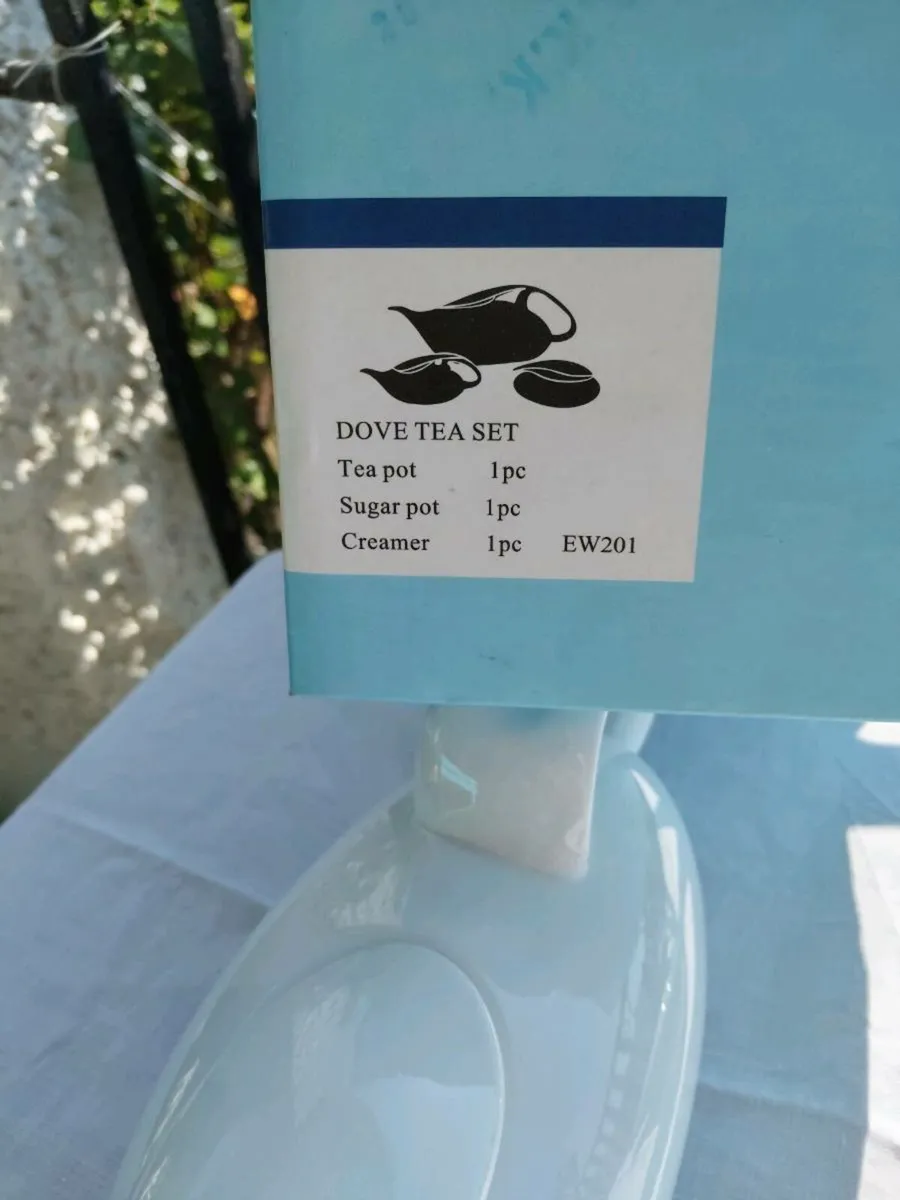 DOVE TEA SET
Tea pot 1pc
Sugar pot 1pc
Creamer 1pc EW201